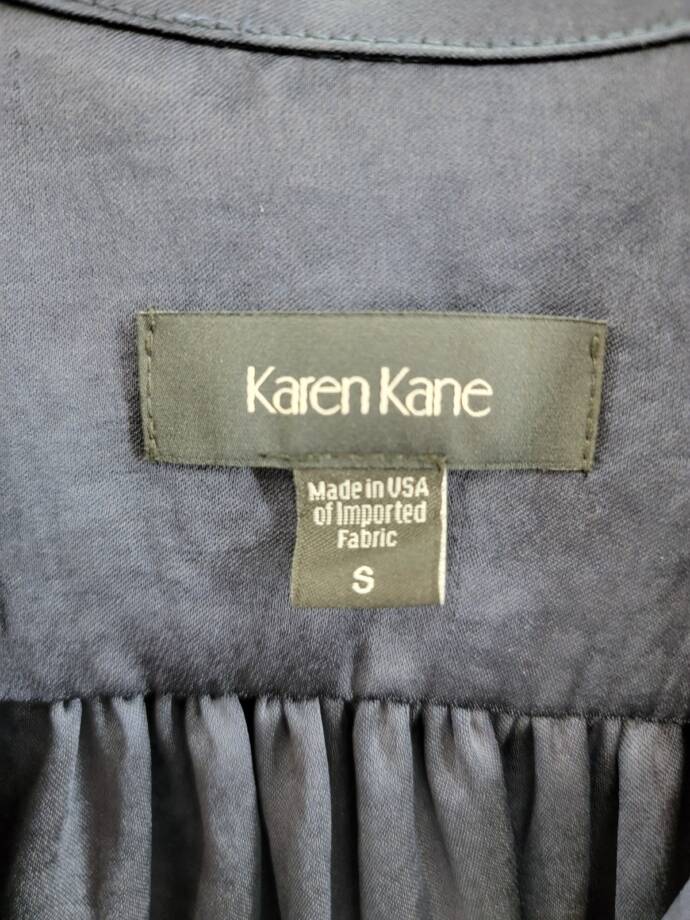 Karen Kane
Made in USA
of Imported
Fabric
S